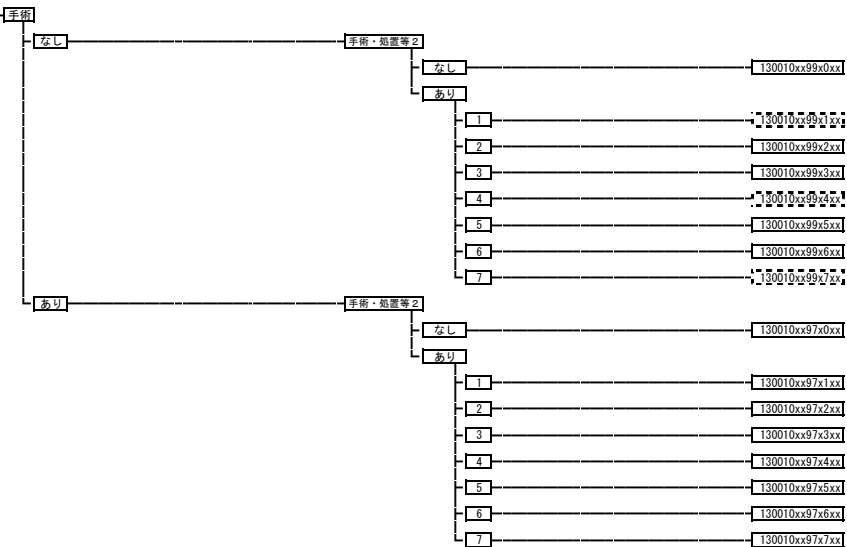 手術
なし 手術・処置等2
なし 130010xx99x0xx
あり
1 130010xx99x1xx
2 130010xx99x2xx
3 130010xx99x3xx
4 130010xx99x4xx
5 130010xx99x5xx
6 130010xx99x6xx
7 130010xx99x7xx
あり 手術・処置等2
なし 130010xx97x0xx
あり
1 130010xx97x1xx
2 130010xx97x2xx
3 130010xx97x3xx
4 130010xx97x4xx
5 130010xx97x5xx
6 130010xx97x6xx
7 130010xx97x7xx